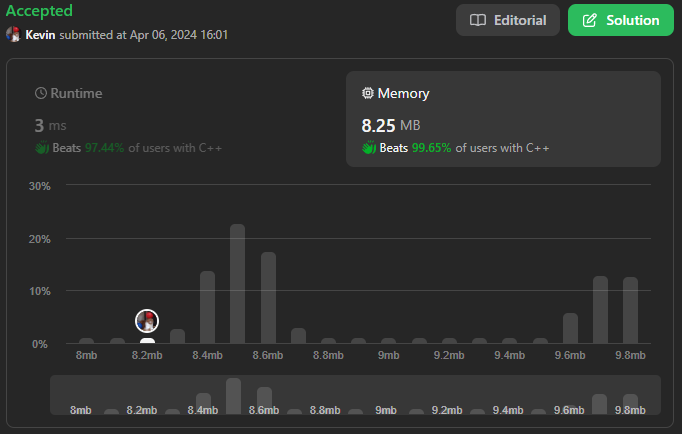 Accepted
Kevin submitted at Apr 06, 2024 16:01
Editorial
Solution
Runtime
3 ms
Beats 97.44% of users with C++
Memory
8.25 MB
Beats 99.65% of users with C++
30%
20%
10%
0%
8mb 8.2mb 8.4mb 8.6mb 8.8mb 9mb 9.2mb 9.4mb 9.6mb 9.8mb
8mb 8.2mb 8.4mb 8.6mb 8.8mb 9mb 9.2mb 9.4mb 9.6mb 9.8mb